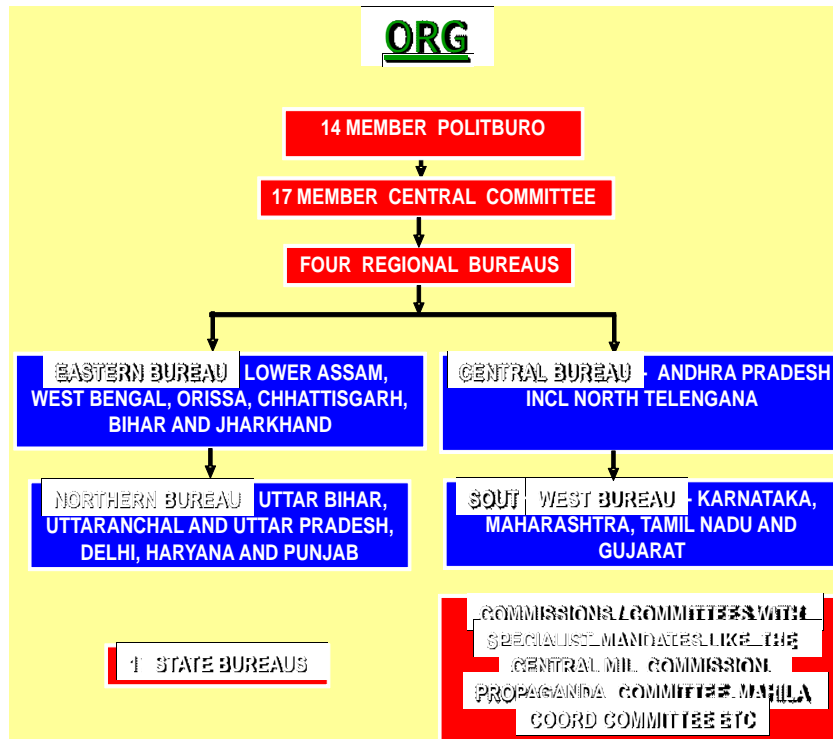 ORG
14 MEMBER POLITBURO
17 MEMBER CENTRAL COMMITTEE
FOUR REGIONAL BUREAUS
EASTERN BUREAU LOWER ASSAM,
WEST BENGAL, ORISSA, CHHATTISGARH,
BIHAR AND JHARKHAND
CENTRAL BUREAU - ANDHRA PRADESH
INCL NORTH TELENGANA
NORTHERN BUREAU UTTAR BIHAR,
UTTARANCHAL AND UTTAR PRADESH,
DELHI, HARYANA AND PUNJAB
SOUT WEST BUREAU - KARNATAKA,
MAHARASHTRA, TAMIL NADU AND
GUJARAT
1 STATE BUREAUS
COMMISSIONS / COMMITTEES WITH
SPECIALIST MANDATES LIKE THE
CENTRAL MIL COMMISSION,
PROPAGANDA COMMITTEE MAHILA
COORD COMMITTEE ETC